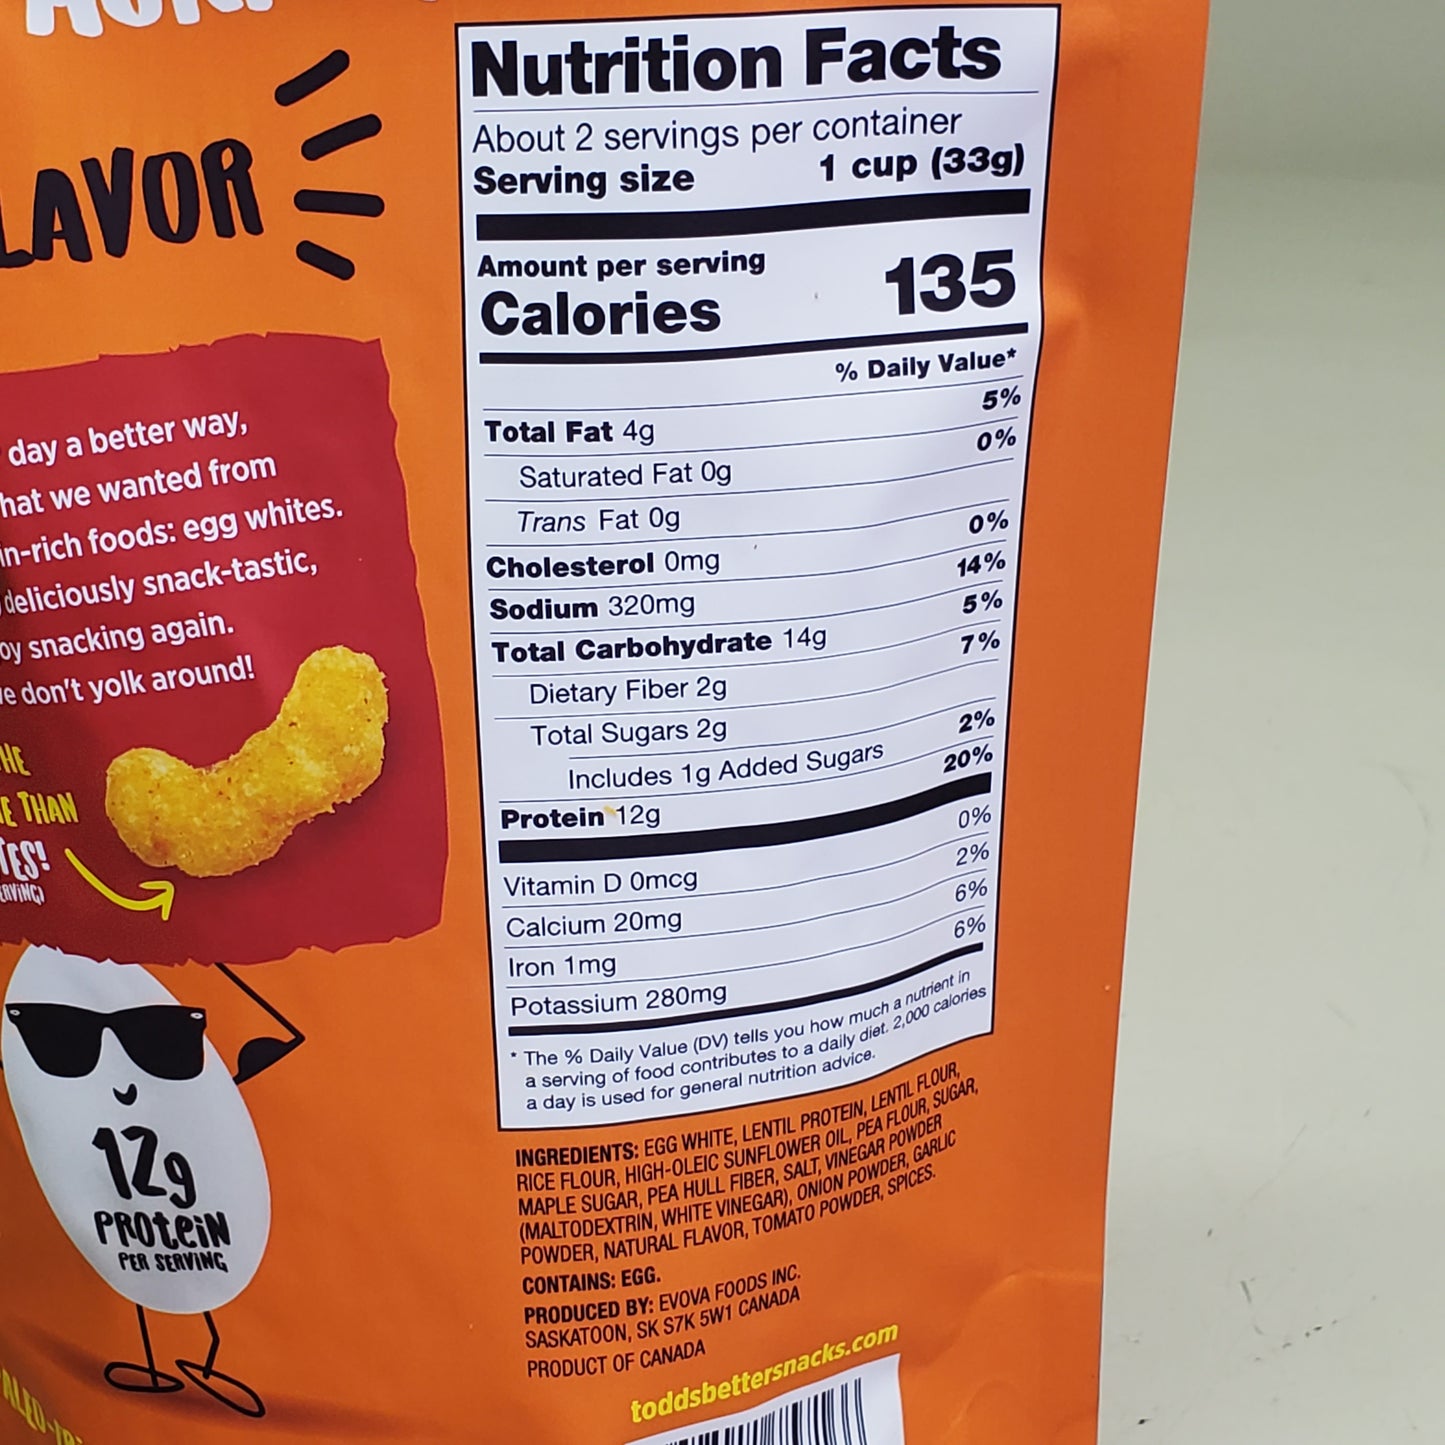 LAVOR
day a better way,
hat we wanted from
in-rich foods: egg whites.
deliciously snack-tastic,
oy snacking again.
e don't yolk around!
HE
E THAN
TES!
ERVING)
12g
PROTEIN
PER SERVING
Nutrition Facts
About 2 servings per container
Serving size 1 cup (33g)
Amount per serving
Calories 135
% Daily Value*
Total Fat 4g 5%
Saturated Fat 0g 0%
Trans Fat 0g
Cholesterol 0mg 0%
Sodium 320mg 14%
Total Carbohydrate 14g 5%
Dietary Fiber 2g 7%
Total Sugars 2g
Includes 1g Added Sugars 2%
Protein 12g 20%
Vitamin D 0mcg 0%
Calcium 20mg 2%
Iron 1mg 6%
Potassium 280mg 6%
* The % Daily Value (DV) tells you how much a nutrient in
a serving of food contributes to a daily diet. 2,000 calories
a day is used for general nutrition advice.
INGREDIENTS: EGG WHITE, LENTIL PROTEIN, LENTIL FLOUR,
RICE FLOUR, HIGH-OLEIC SUNFLOWER OIL, PEA FLOUR, SUGAR,
MAPLE SUGAR, PEA HULL FIBER, SALT, VINEGAR POWDER
(MALTODEXTRIN, WHITE VINEGAR), ONION POWDER, GARLIC
POWDER, NATURAL FLAVOR, TOMATO POWDER, SPICES.
CONTAINS: EGG.
PRODUCED BY: EVOVA FOODS INC.
SASKATOON, SK S7K 5W1 CANADA
PRODUCT OF CANADA
toddsbettersnacks.com